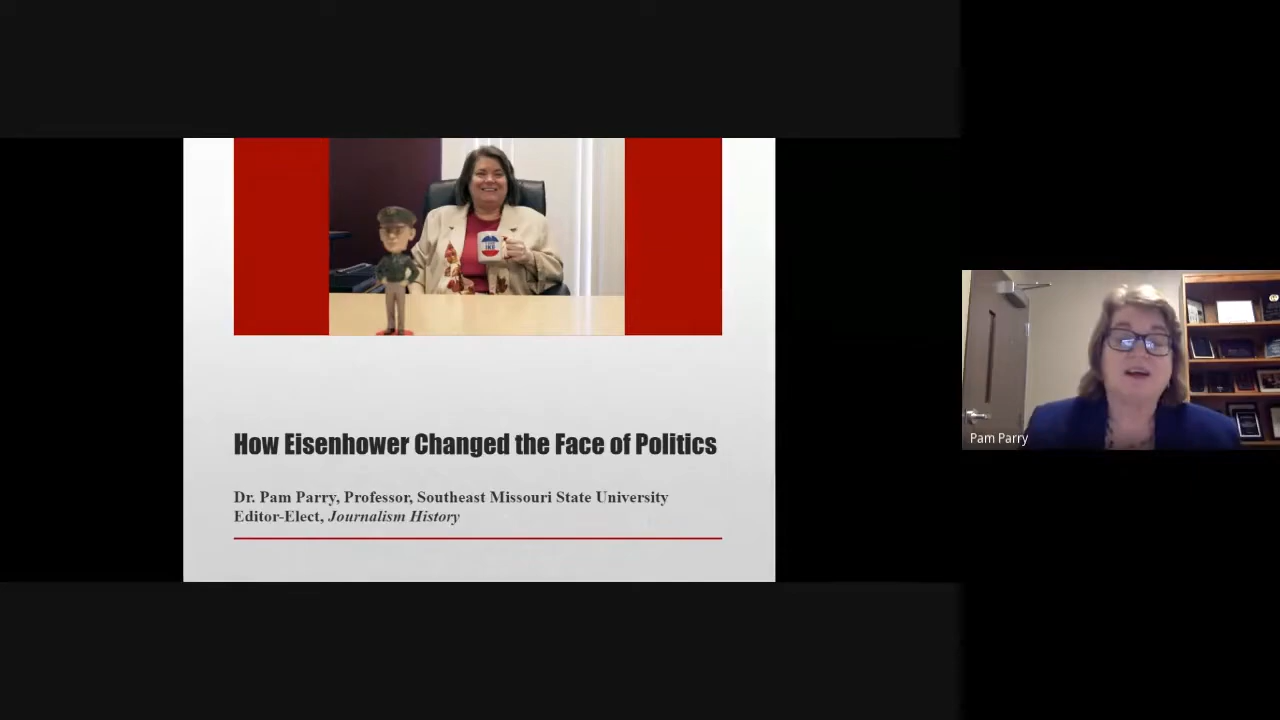 How Eisenhower Changed the Face of Politics
Dr. Pam Parry, Professor, Southeast Missouri State University
Editor-Elect, Journalism History
Pam Parry